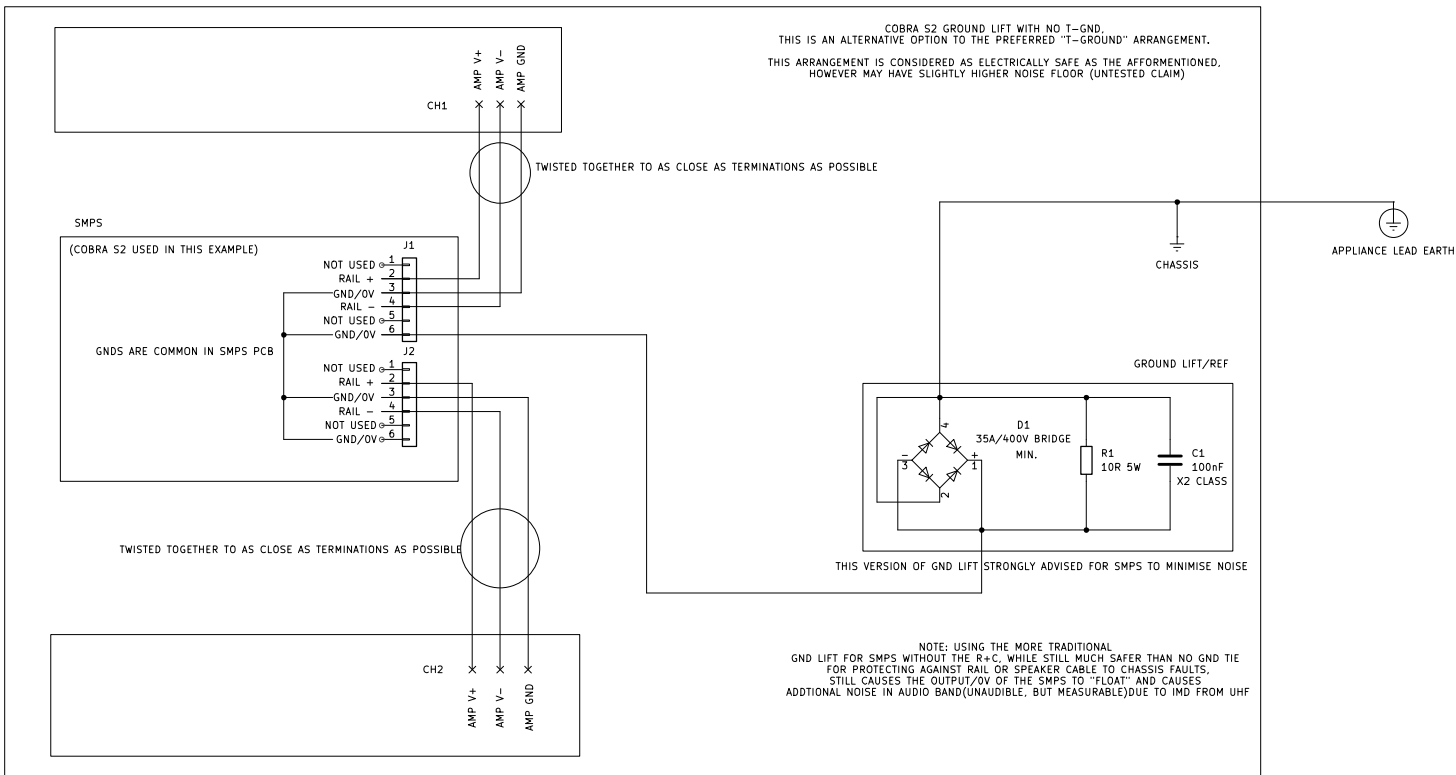 COBRA S2 GROUND LIFT WITH NO T-GND,
THIS IS AN ALTERNATIVE OPTION TO THE PREFERRED "T-GROUND" ARRANGEMENT.
THIS ARRANGEMENT IS CONSIDERED AS ELECTRICALLY SAFE AS THE AFFORMENTIONED,
HOWEVER MAY HAVE SLIGHTLY HIGHER NOISE FLOOR (UNTESTED CLAIM)
AMP V+
AMP V-
AMP GND
CH1
TWISTED TOGETHER TO AS CLOSE AS TERMINATIONS AS POSSIBLE
SMPS
(COBRA S2 USED IN THIS EXAMPLE)
J1
NOT USED 1
RAIL + 2
GND/0V 3
RAIL - 4
NOT USED 5
GND/0V 6
GNDS ARE COMMON IN SMPS PCB
J2
NOT USED 1
RAIL + 2
GND/0V 3
RAIL - 4
NOT USED 5
GND/0V 6
CHASSIS
APPLIANCE LEAD EARTH
GROUND LIFT/REF
4
D1
35A/400V BRIDGE
MIN.
- 3
+ 1
2
R1
10R 5W
C1
100nF
X2 CLASS
THIS VERSION OF GND LIFT STRONGLY ADVISED FOR SMPS TO MINIMISE NOISE
TWISTED TOGETHER TO AS CLOSE AS TERMINATIONS AS POSSIBLE
CH2
AMP V+
AMP V-
AMP GND
NOTE: USING THE MORE TRADITIONAL
GND LIFT FOR SMPS WITHOUT THE R+C, WHILE STILL MUCH SAFER THAN NO GND TIE
FOR PROTECTING AGAINST RAIL OR SPEAKER CABLE TO CHASSIS FAULTS,
STILL CAUSES THE OUTPUT/0V OF THE SMPS TO "FLOAT" AND CAUSES
ADDTIONAL NOISE IN AUDIO BAND(UNAUDIBLE, BUT MEASURABLE)DUE TO IMD FROM UHF